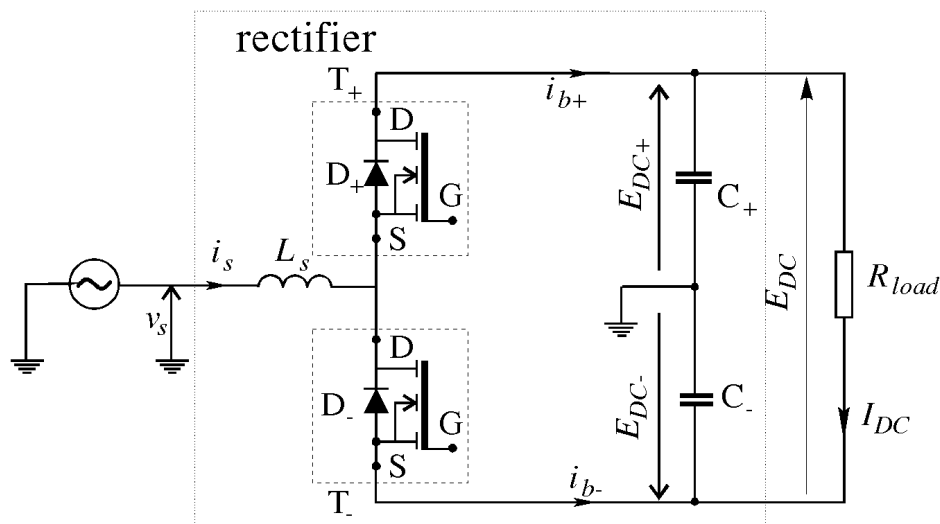 rectifier
T+
ib+
D
D+
G
S
EDC+
C+
is
Ls
vs
EDC
Rload
D
D-
G
S
EDC-
C-
IDC
T-
ib-